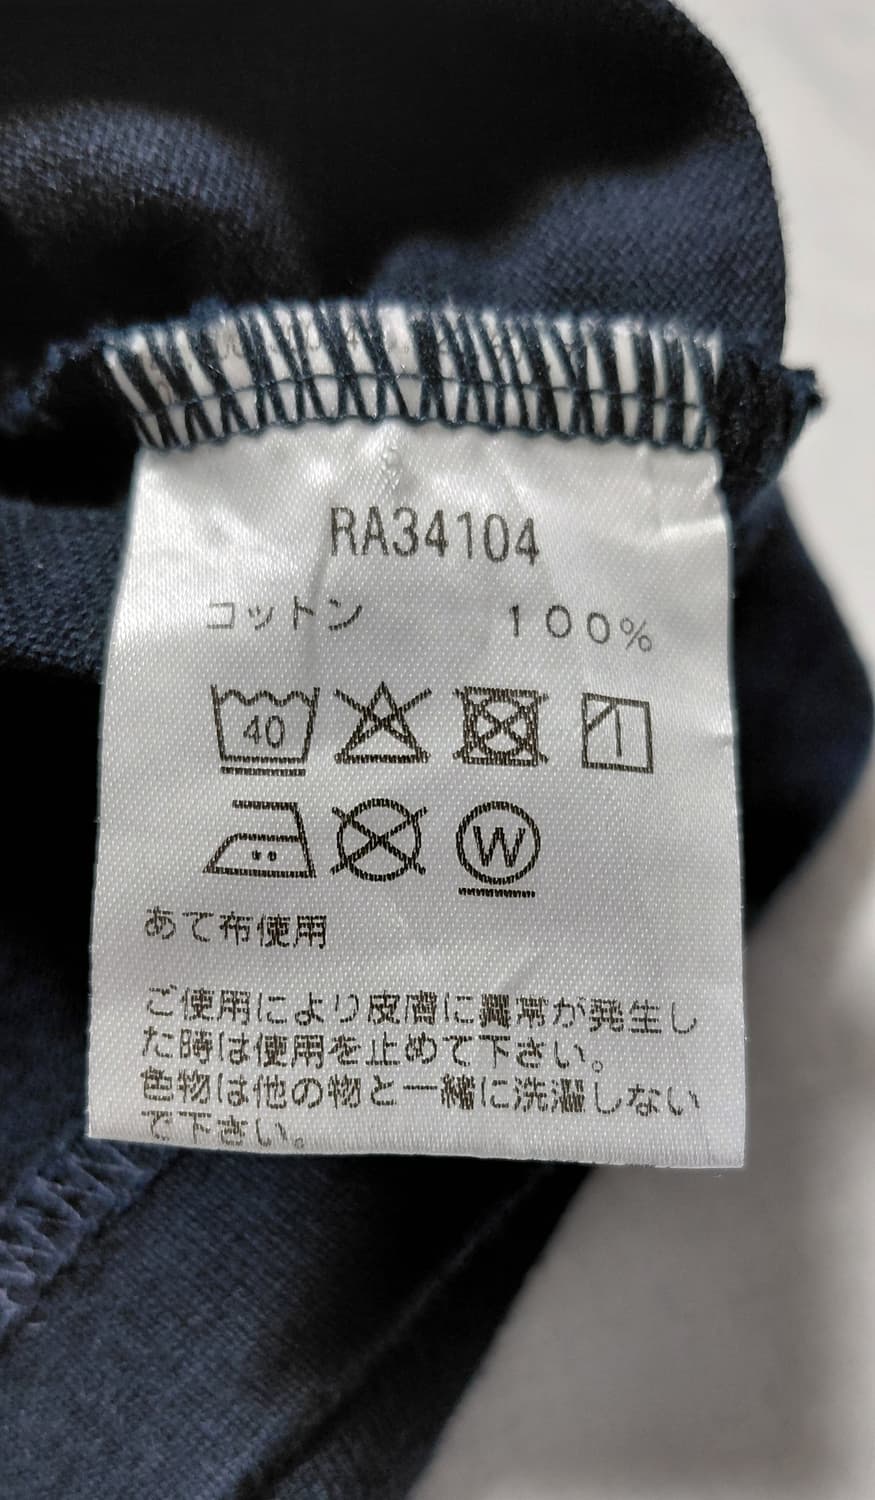 RA34104
コットン 100%
40
W
あて布使用
ご使用により皮膚に異常が発生し
た時は使用を止めて下さい。
色物は他の物と一緒に洗濯しない
で下さい。